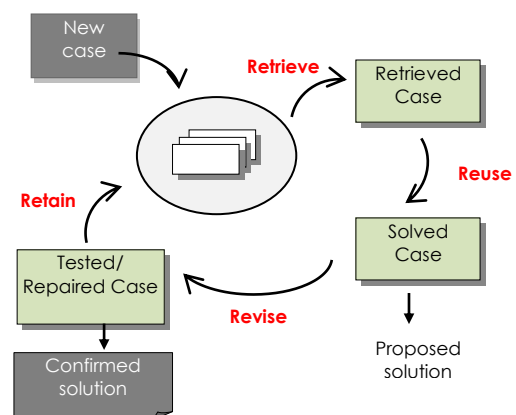 New
case
Retrieve
Retrieved
Case
Reuse
Solved
Case
Proposed
solution
Revise
Tested/
Repaired Case
Confirmed
solution
Retain